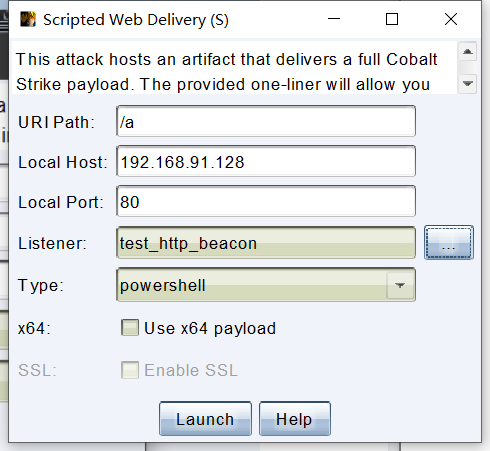 Scripted Web Delivery (S)
This attack hosts an artifact that delivers a full Cobalt
Strike payload. The provided one-liner will allow you
URI Path: /a
Local Host: 192.168.91.128
Local Port: 80
Listener: test_http_beacon ...
Type: powershell
x64: Use x64 payload
SSL: Enable SSL
Launch Help